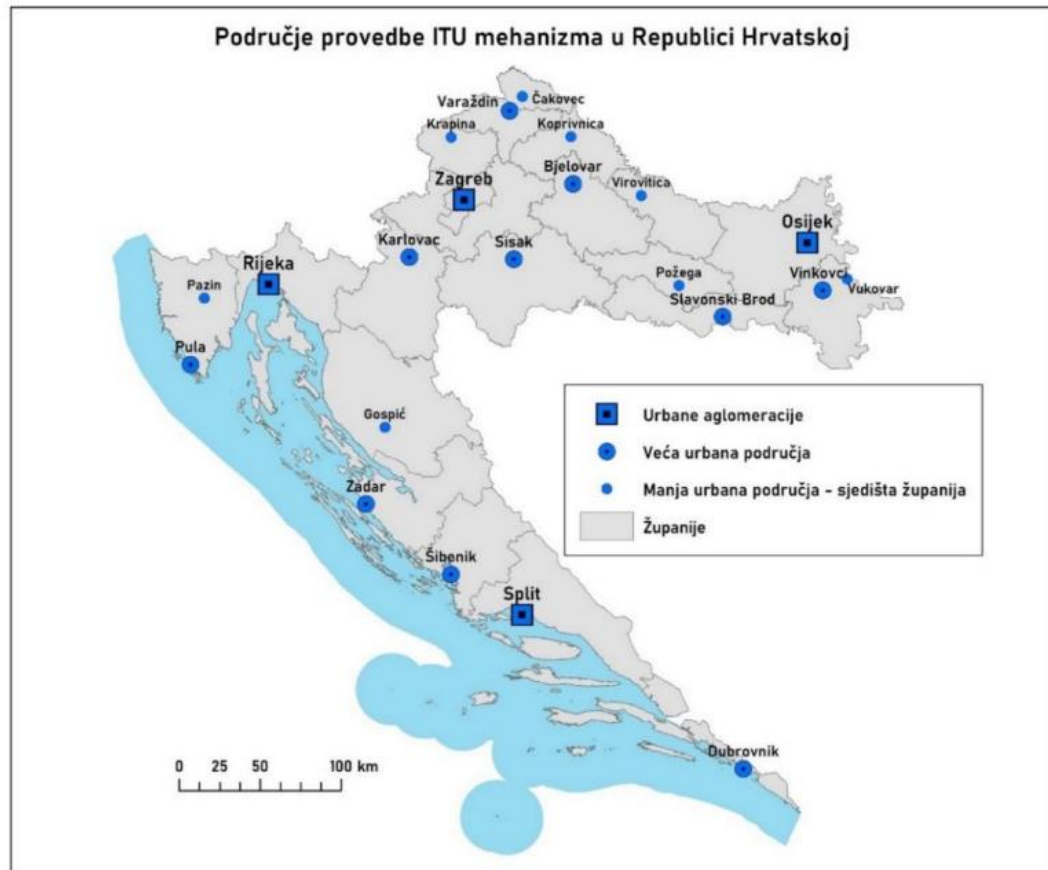 Područje provedbe ITU mehanizma u Republici Hrvatskoj
Čakovec
Varaždin
Krapina
Koprivnica
Bjelovar
Zagreb
Virovitica
Osijek
Karlovac
Sisak
Rijeka
Požega
Vinkovci
Pazin
Vukovar
Slavonski Brod
Pula
Gospić
Urbane aglomeracije
Veća urbana područja
Manja urbana područja - sjedišta županija
Županije
Zadar
Šibenik
Split
Dubrovnik
0 25 50 100 km